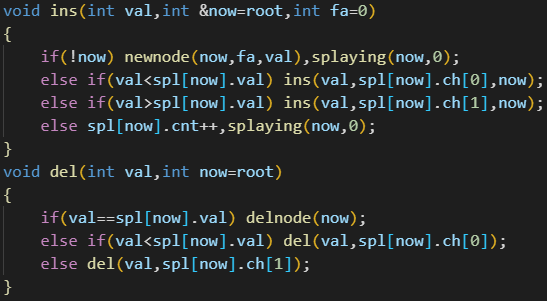 void ins(int val,int &now=root,int fa=0)
{
    if(!now) newnode(now,fa,val),splaying(now,0);
    else if(val<spl[now].val) ins(val,spl[now].ch[0],now);
    else if(val>spl[now].val) ins(val,spl[now].ch[1],now);
    else spl[now].cnt++,splaying(now,0);
}
void del(int val,int now=root)
{
    if(val==spl[now].val) delnode(now);
    else if(val<spl[now].val) del(val,spl[now].ch[0]);
    else del(val,spl[now].ch[1]);
}